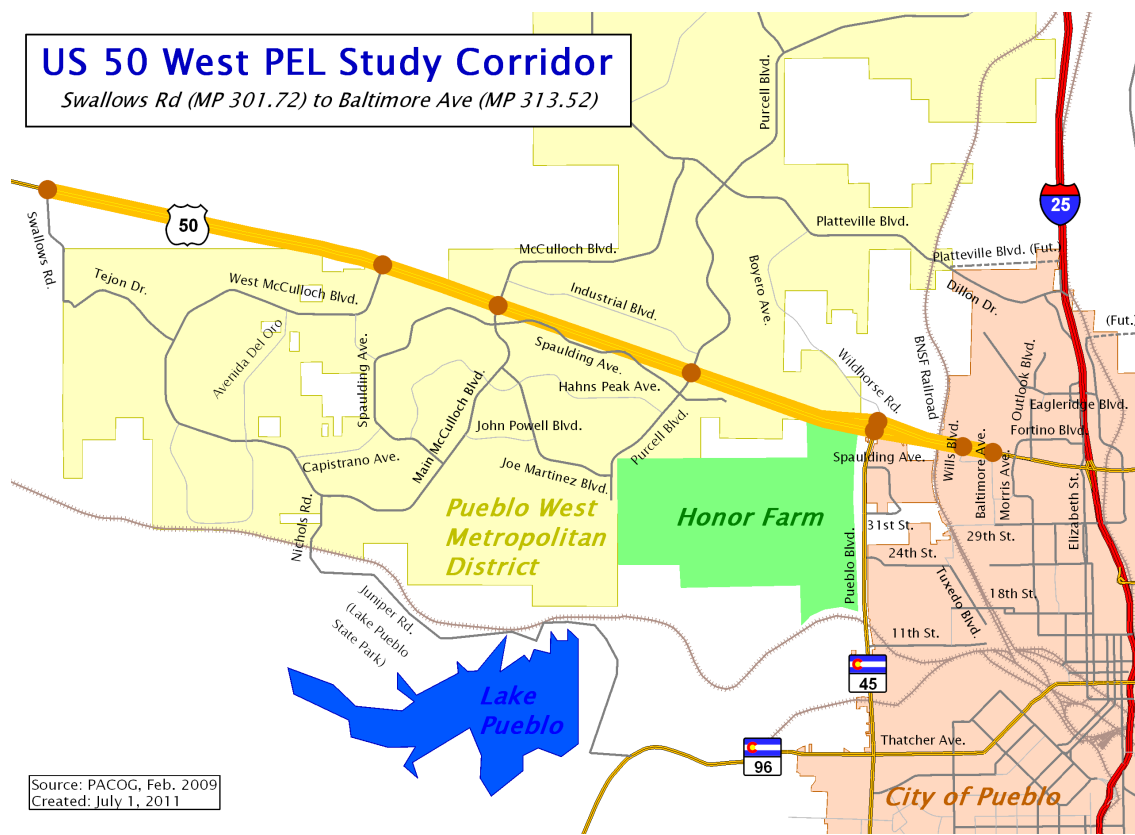 US 50 West PEL Study Corridor
Swallows Rd (MP 301.72) to Baltimore Ave (MP 313.52)
Purcell Blvd.
25
50
Swallows Rd.
Platteville Blvd.
McCulloch Blvd.
Platteville Blvd. (Fut.)
Tejon Dr.
West McCulloch Blvd.
Boyero Ave.
Industrial Blvd.
Dillon Dr.
(Fut.)
Avenida Del Oro
Spaulding Ave.
Spaulding Ave.
Wildhorse Rd.
BNSF Railroad
Outlook Blvd.
Hahns Peak Ave.
Eagleridge Blvd.
Main McCulloch Blvd.
John Powell Blvd.
Purcell Blvd.
Fortino Blvd.
Capistrano Ave.
Joe Martinez Blvd.
Spaulding Ave.
Wills Blvd.
Baltimore Ave.
Morris Ave.
Elizabeth St.
Nichols Rd.
Pueblo West
Metropolitan
District
Honor Farm
31st St.
29th St.
24th St.
Pueblo Blvd.
Tuxedo Blvd.
18th St.
Juniper Rd.
(Lake Pueblo
State Park)
11th St.
45
Lake
Pueblo
Thatcher Ave.
96
Source: PACOG, Feb. 2009
Created: July 1, 2011
City of Pueblo